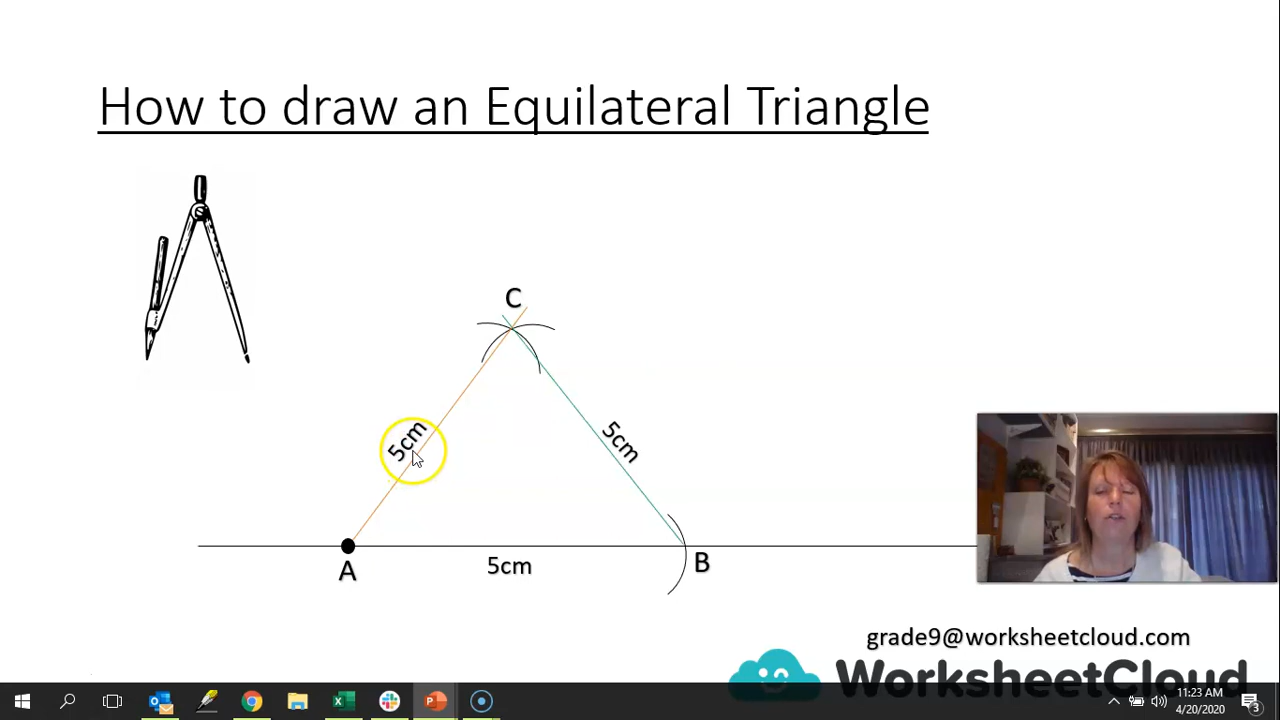 How to draw an Equilateral Triangle
C
5cm
5cm
A
5cm
B
grade9@worksheetcloud.com
WorksheetCloud
11:23 AM
4/20/2020
3